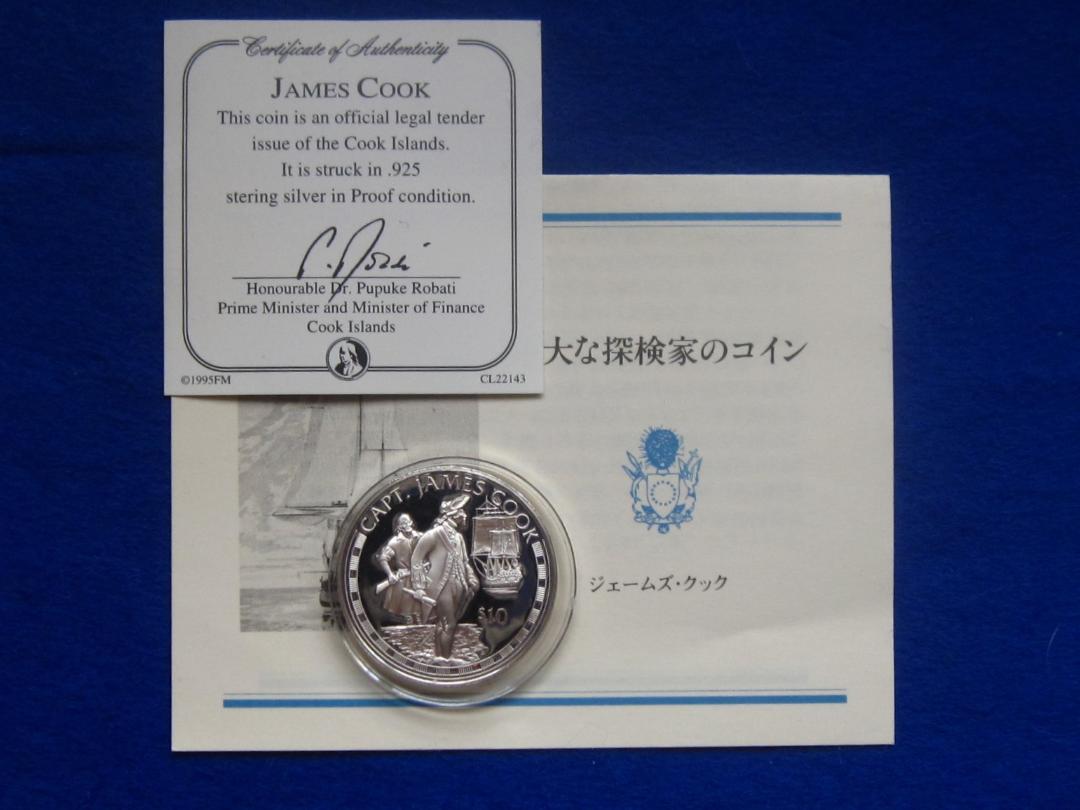 Certificate of Authenticity
JAMES COOK
This coin is an official legal tender
issue of the Cook Islands.
It is struck in .925
stering silver in Proof condition.
Honourable Dr. Pupuke Robati
Prime Minister and Minister of Finance
Cook Islands
©1995FM
CL22143
大な探検家のコイン
ジェームズ・クック
CAPT. JAMES COOK
$10